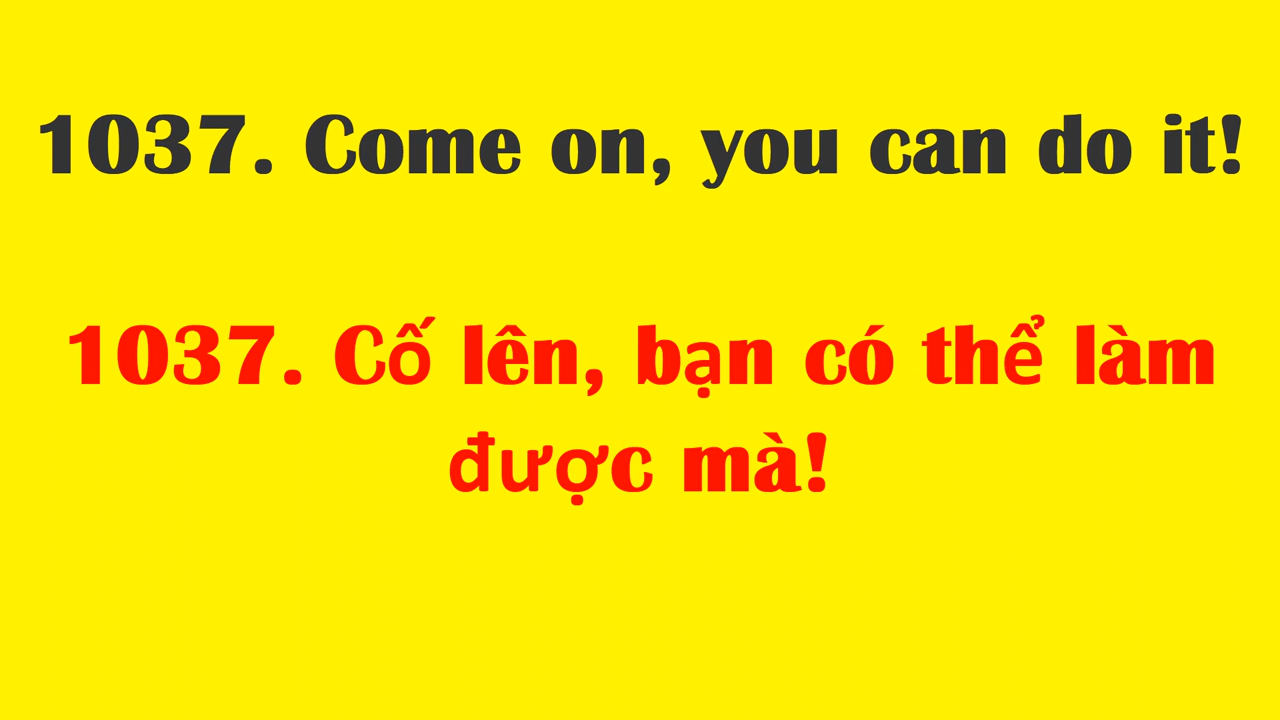 1037. Come on, you can do it!
1037. Cố lên, bạn có thể làm
được mà!